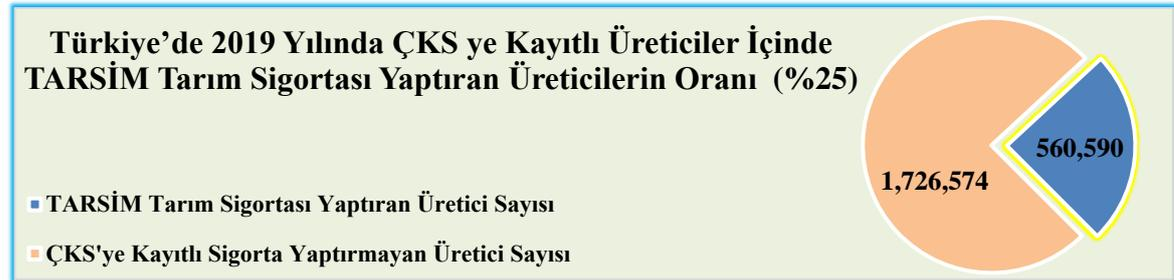 Türkiye’de 2019 Yılında ÇKS ye Kayıtlı Üreticiler İçinde
TARSİM Tarım Sigortası Yaptıran Üreticilerin Oranı (%25)
560,590
1,726,574
TARSİM Tarım Sigortası Yaptıran Üretici Sayısı
ÇKS'ye Kayıtlı Sigorta Yaptırmayan Üretici Sayısı